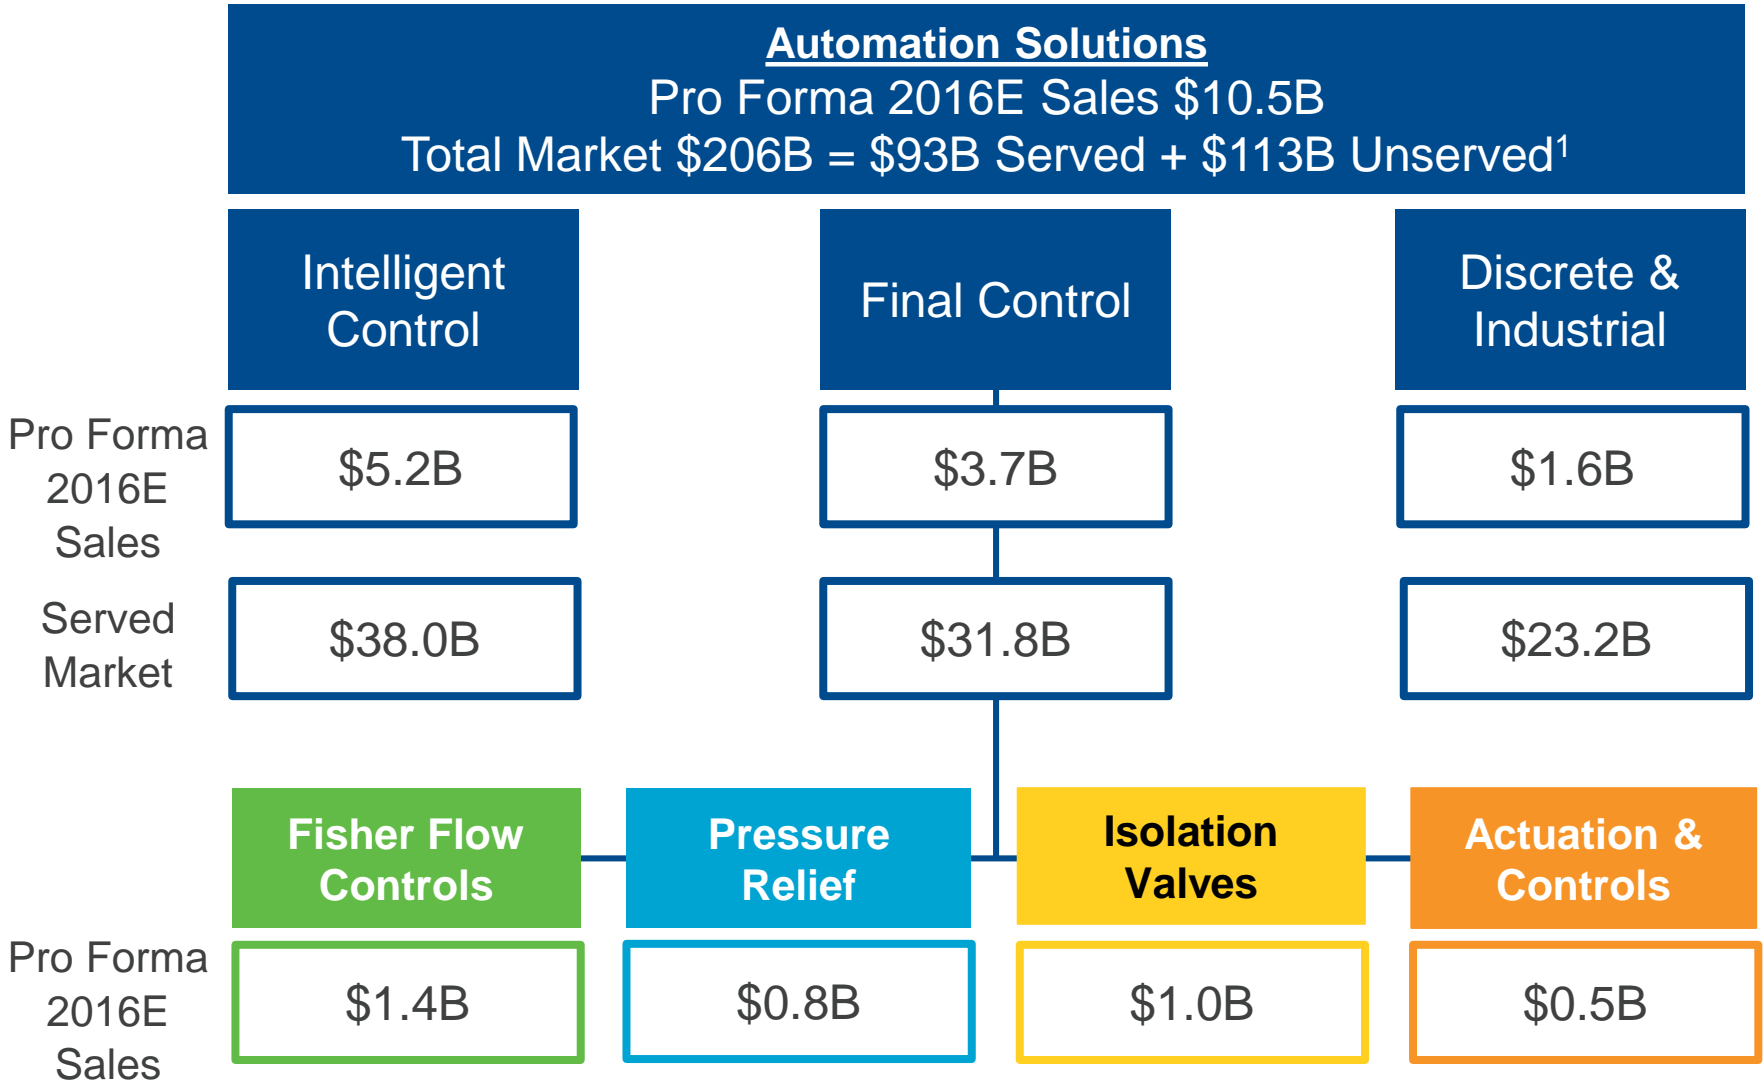 Automation Solutions
Pro Forma 2016E Sales $10.5B
Total Market $206B = $93B Served + $113B Unserved¹
Intelligent
Control
Final Control
Discrete &
Industrial
Pro Forma
2016E
Sales
$5.2B
$3.7B
$1.6B
Served
Market
$38.0B
$31.8B
$23.2B
Fisher Flow
Controls
Pressure
Relief
Isolation
Valves
Actuation &
Controls
Pro Forma
2016E
Sales
$1.4B
$0.8B
$1.0B
$0.5B